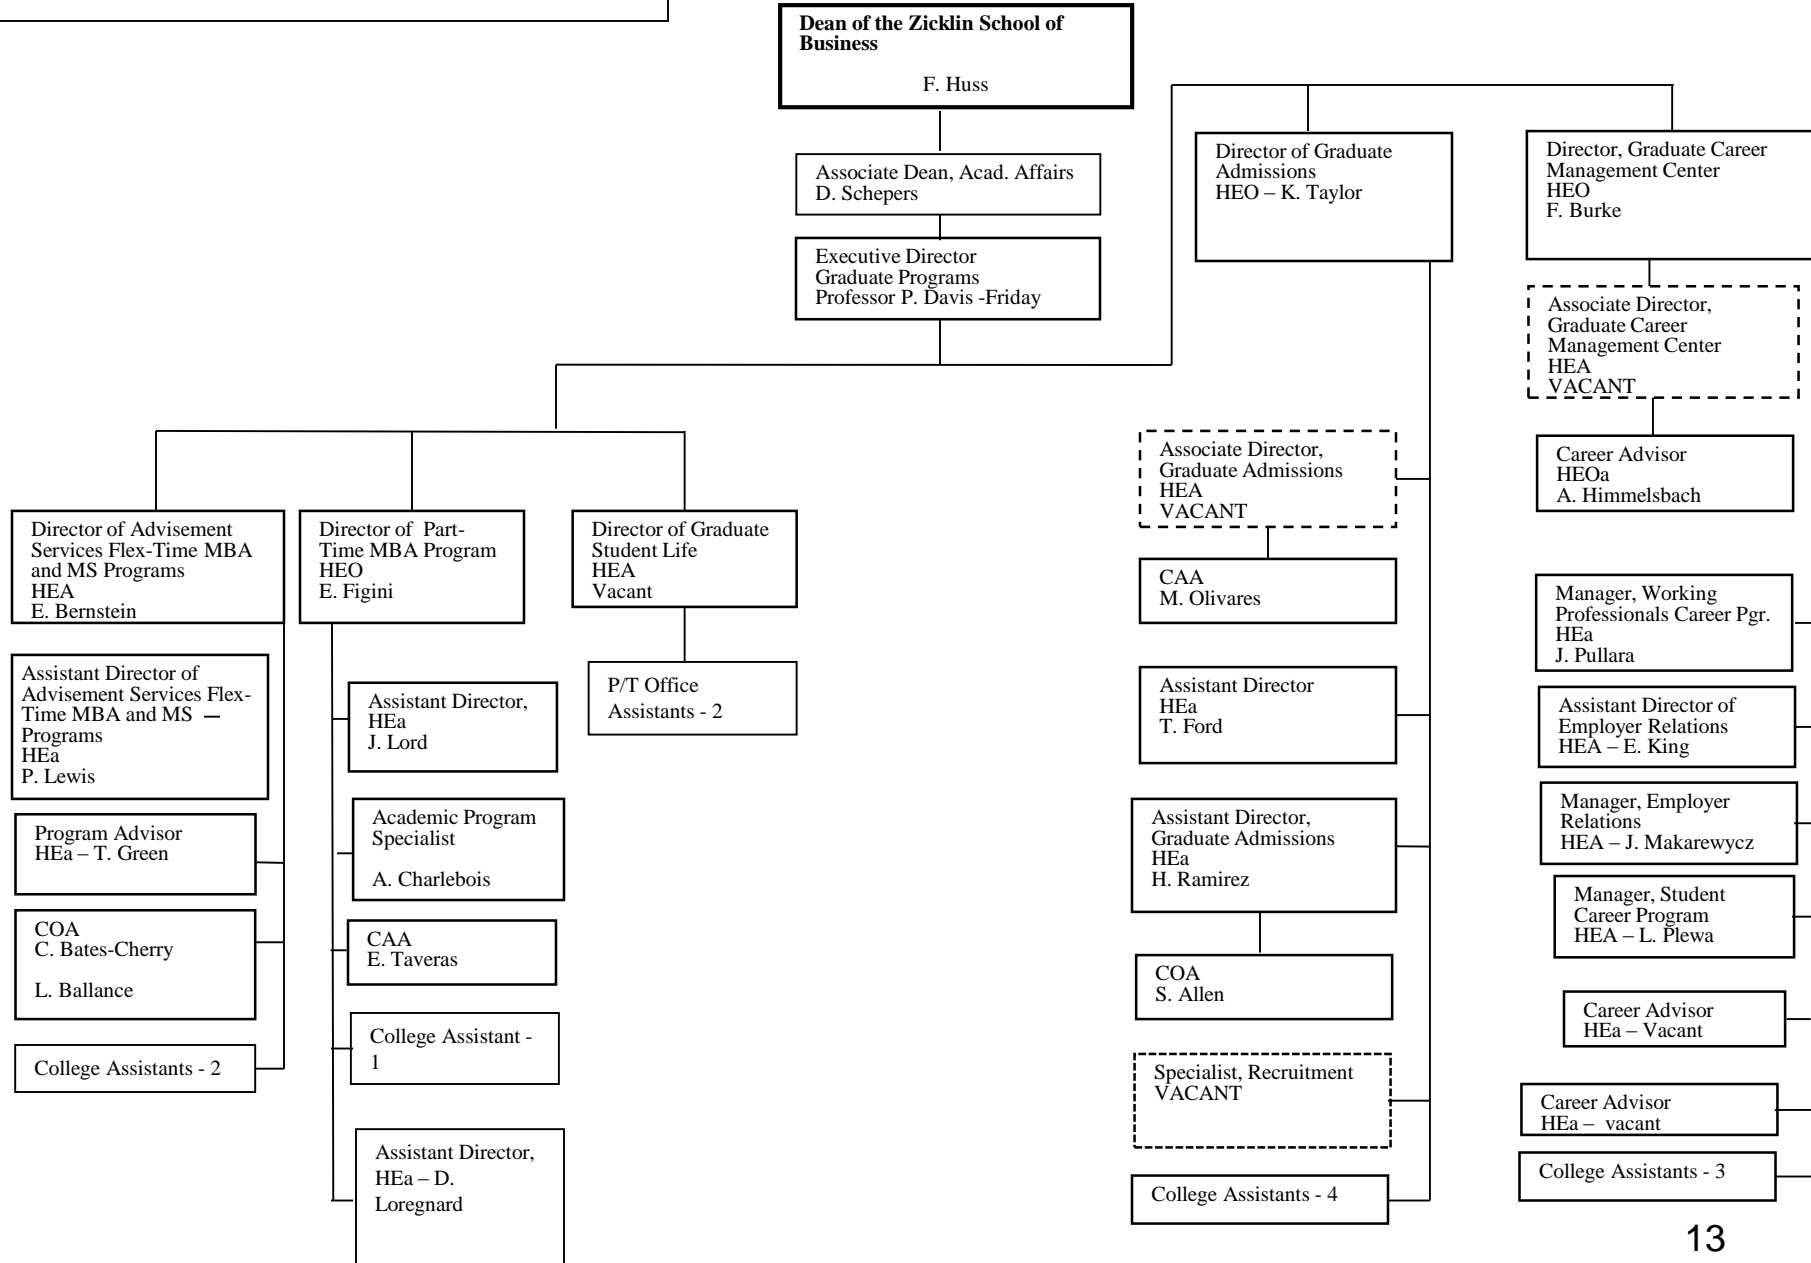 Dean of the Zicklin School of
Business
F. Huss
Associate Dean, Acad. Affairs
D. Schepers
Executive Director
Graduate Programs
Professor P. Davis -Friday
Director of Graduate
Admissions
HEO – K. Taylor
Director, Graduate Career
Management Center
HEO
F. Burke
Associate Director,
Graduate Career
Management Center
HEA
VACANT
Career Advisor
HEOa
A. Himmelsbach
Director of Advisement
Services Flex-Time MBA
and MS Programs
HEA
E. Bernstein
Director of Part-
Time MBA Program
HEO
E. Figini
Director of Graduate
Student Life
HEA
Vacant
Assistant Director of
Advisement Services Flex-
Time MBA and MS
Programs
HEa
P. Lewis
Program Advisor
HEa – T. Green
COA
C. Bates-Cherry
L. Ballance
College Assistants - 2
Assistant Director,
HEa
J. Lord
Academic Program
Specialist
A. Charlebois
CAA
E. Taveras
College Assistant -
1
Assistant Director,
HEa – D.
Loregnard
P/T Office
Assistants - 2
Associate Director,
Graduate Admissions
HEA
VACANT
CAA
M. Olivares
Assistant Director
HEa
T. Ford
Assistant Director,
Graduate Admissions
HEa
H. Ramirez
COA
S. Allen
Specialist, Recruitment
VACANT
College Assistants - 4
Manager, Working
Professionals Career Pgr.
HEa
J. Pullara
Assistant Director of
Employer Relations
HEA – E. King
Manager, Employer
Relations
HEA – J. Makarewycz
Manager, Student
Career Program
HEA – L. Plewa
Career Advisor
HEa – Vacant
Career Advisor
HEa – vacant
College Assistants - 3
13